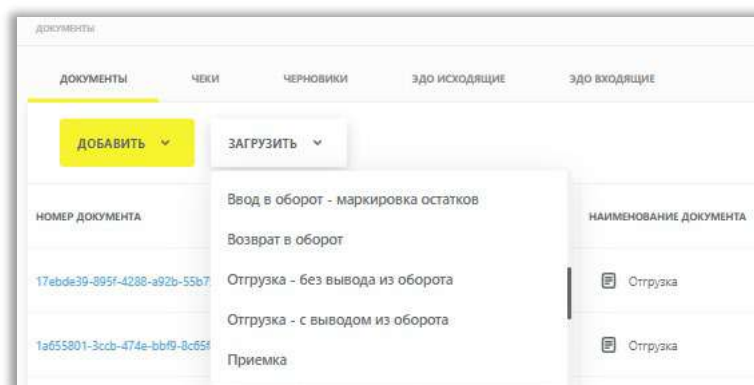 ДОКУМЕНТЫ
ДОКУМЕНТЫ ЧЕКИ ЧЕРНОВИКИ ЭДО ИСХОДЯЩИЕ ЭДО ВХОДЯЩИЕ
ДОБАВИТЬ ЗАГРУЗИТЬ
Ввод в оборот - маркировка остатков
НОМЕР ДОКУМЕНТА НАИМЕНОВАНИЕ ДОКУМЕНТА
Возврат в оборот
17ebde39-895f-4288-a92b-55b7 Отгрузка - без вывода из оборота Отгрузка
Отгрузка - с выводом из оборота
1a655801-3ccb-474e-bbf9-8c65f Отгрузка
Приемка